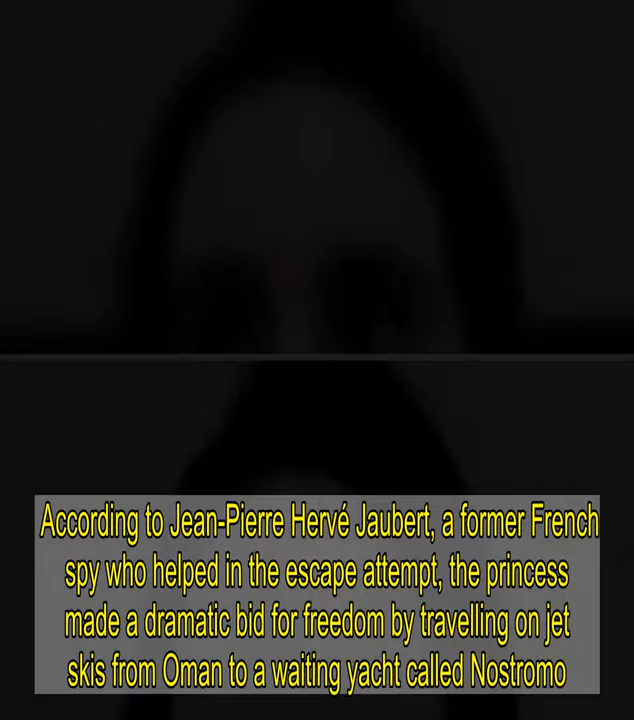 According to Jean-Pierre Hervé Jaubert, a former French
spy who helped in the escape attempt, the princess
made a dramatic bid for freedom by travelling on jet
skis from Oman to a waiting yacht called Nostromo